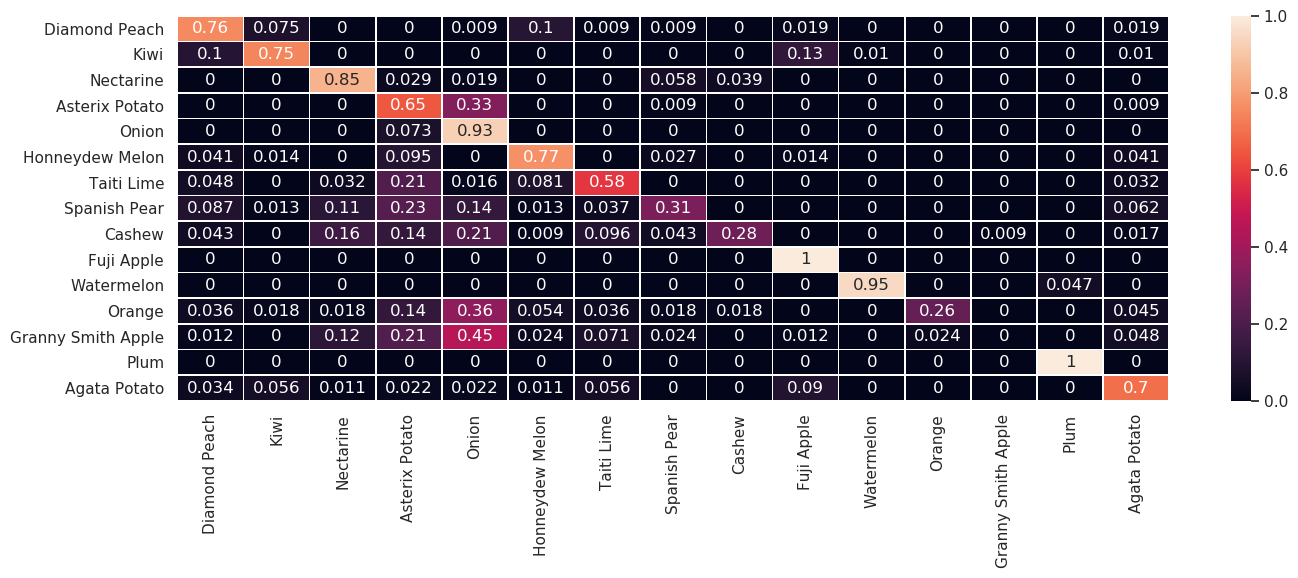 Diamond Peach 0.76 0.075 0 0 0.009 0.1 0.009 0.009 0 0.019 0 0 0 0 0.019
Kiwi 0.1 0.75 0 0 0 0 0 0 0 0.13 0.01 0 0 0 0.01
Nectarine 0 0 0.85 0.029 0.019 0 0 0.058 0.039 0 0 0 0 0 0
Asterix Potato 0 0 0 0.65 0.33 0 0 0.009 0 0 0 0 0 0 0.009
Onion 0 0 0 0.073 0.93 0 0 0 0 0 0 0 0 0 0
Honneydew Melon 0.041 0.014 0 0.095 0 0.77 0 0.027 0 0.014 0 0 0 0 0.041
Taiti Lime 0.048 0 0.032 0.21 0.016 0.081 0.58 0 0 0 0 0 0 0 0.032
Spanish Pear 0.087 0.013 0.11 0.23 0.14 0.013 0.037 0.31 0 0 0 0 0 0 0.062
Cashew 0.043 0 0.16 0.14 0.21 0.009 0.096 0.043 0.28 0 0 0 0.009 0 0.017
Fuji Apple 0 0 0 0 0 0 0 0 0 1 0 0 0 0 0
Watermelon 0 0 0 0 0 0 0 0 0 0 0.95 0 0 0.047 0
Orange 0.036 0.018 0.018 0.14 0.36 0.054 0.036 0.018 0.018 0 0 0.26 0 0 0.045
Granny Smith Apple 0.012 0 0.12 0.21 0.45 0.024 0.071 0.024 0 0.012 0 0.024 0 0 0.048
Plum 0 0 0 0 0 0 0 0 0 0 0 0 0 1 0
Agata Potato 0.034 0.056 0.011 0.022 0.022 0.011 0.056 0 0 0.09 0 0 0 0 0.7
Diamond Peach
Kiwi
Nectarine
Asterix Potato
Onion
Honneydew Melon
Taiti Lime
Spanish Pear
Cashew
Fuji Apple
Watermelon
Orange
Granny Smith Apple
Plum
Agata Potato
1.0
0.8
0.6
0.4
0.2
0.0